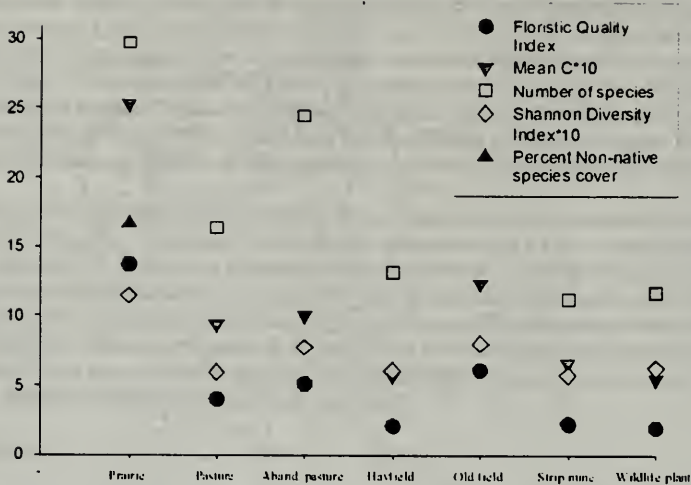 30
25
20
15
10
5
0
Floristic Quality
Index
Mean C*10
Number of species
Shannon Diversity
Index*10
Percent Non-native
species cover
Prairie Pasture Aband pasture Hayfield Old field Strip mine Wildlife plant